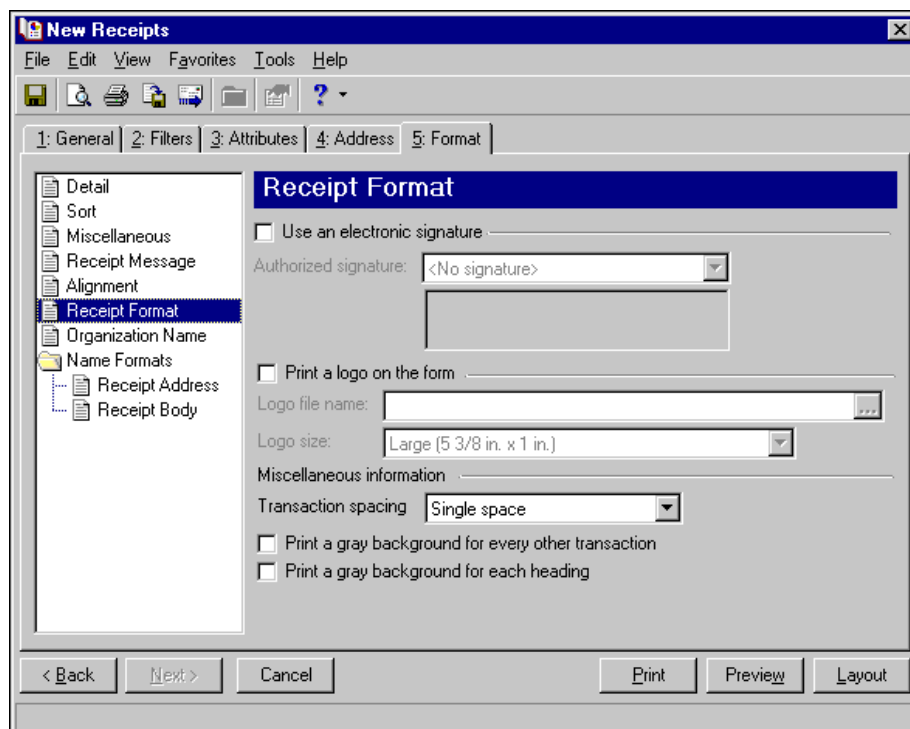 New Receipts
File Edit View Favorites Tools Help
?
1: General 2: Filters 3: Attributes 4: Address 5: Format
Detail
Sort
Miscellaneous
Receipt Message
Alignment
Receipt Format
Organization Name
Name Formats
Receipt Address
Receipt Body
Receipt Format
Use an electronic signature
Authorized signature: <No signature>
Print a logo on the form
Logo file name: ...
Logo size: Large (5 3/8 in. x 1 in.)
Miscellaneous information
Transaction spacing Single space
Print a gray background for every other transaction
Print a gray background for each heading
< Back Next > Cancel Print Preview Layout